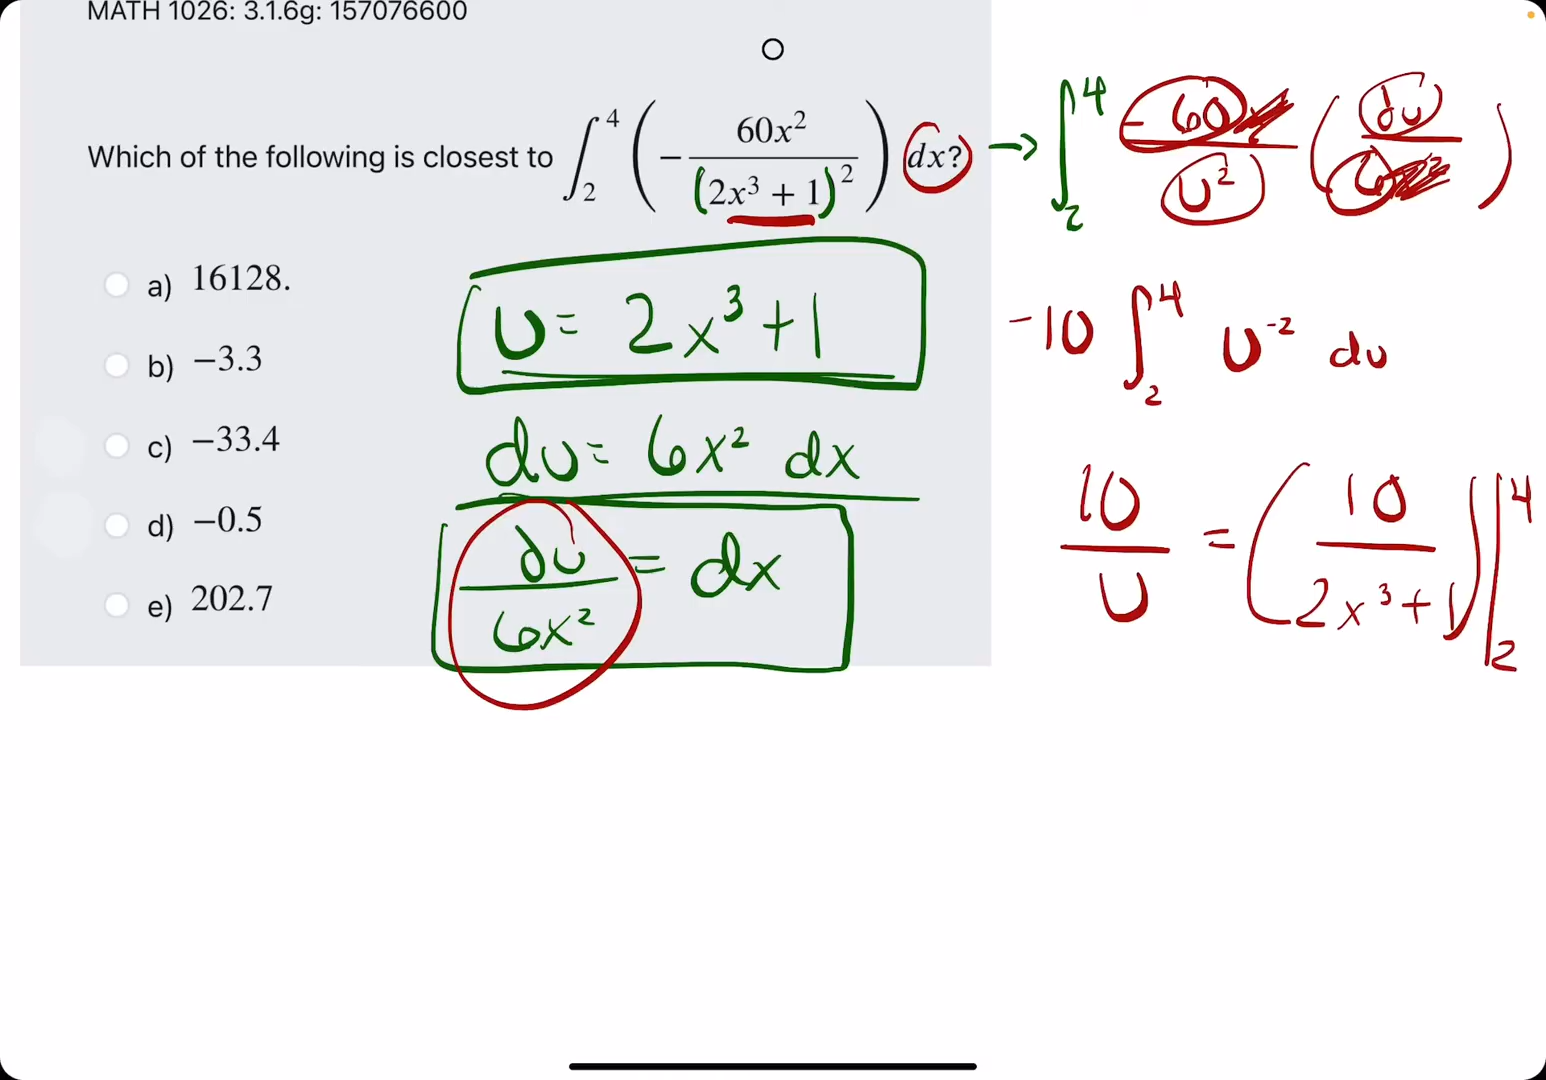 MATH 1026: 3.1.6g: 157076600
Which of the following is closest to ∫₂⁴ (− 60x² / (2x³ + 1)²) dx?
a) 16128.
b) −3.3
c) −33.4
d) −0.5
e) 202.7
u = 2x³ + 1
du = 6x² dx
du / 6x² = dx
→ ∫₂⁴ −60 / u² (du / 6)
−10 ∫₂⁴ u⁻² du
10 / u = (10 / 2x³ + 1) |₂⁴